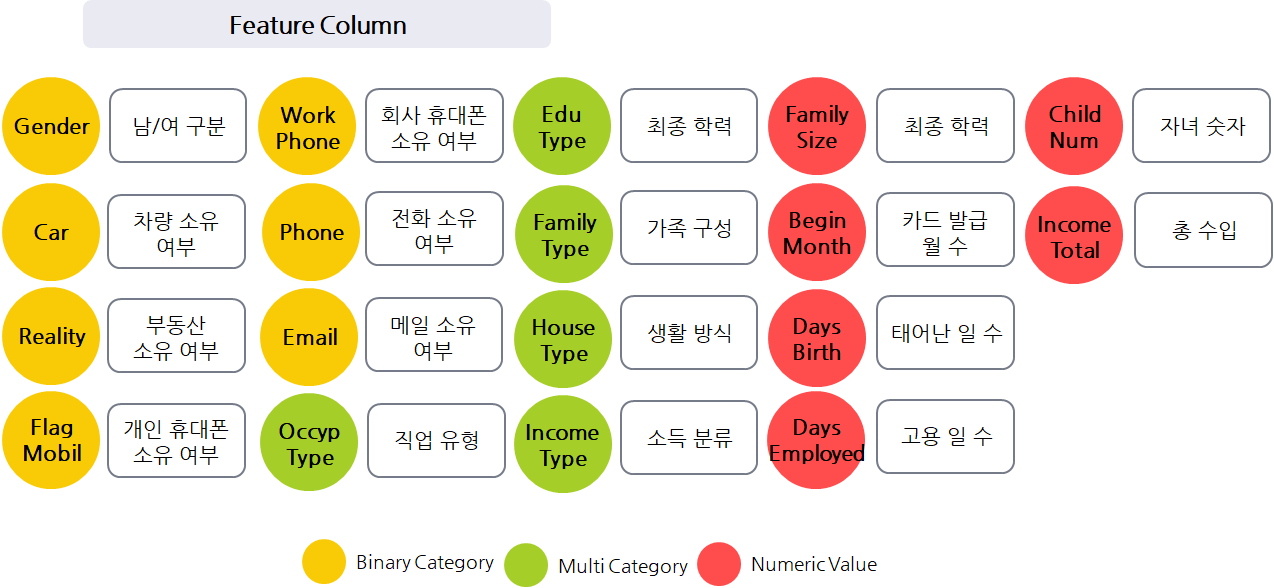 Feature Column
Gender
남/여 구분
Work
Phone
회사 휴대폰
소유 여부
Edu
Type
최종 학력
Family
Size
최종 학력
Child
Num
자녀 숫자
Car
차량 소유
여부
Phone
전화 소유
여부
Family
Type
가족 구성
Begin
Month
카드 발급
월 수
Income
Total
총 수입
Reality
부동산
소유 여부
Email
메일 소유
여부
House
Type
생활 방식
Days
Birth
태어난 일 수
Flag
Mobil
개인 휴대폰
소유 여부
Occyp
Type
직업 유형
Income
Type
소득 분류
Days
Employed
고용 일 수
Binary Category
Multi Category
Numeric Value